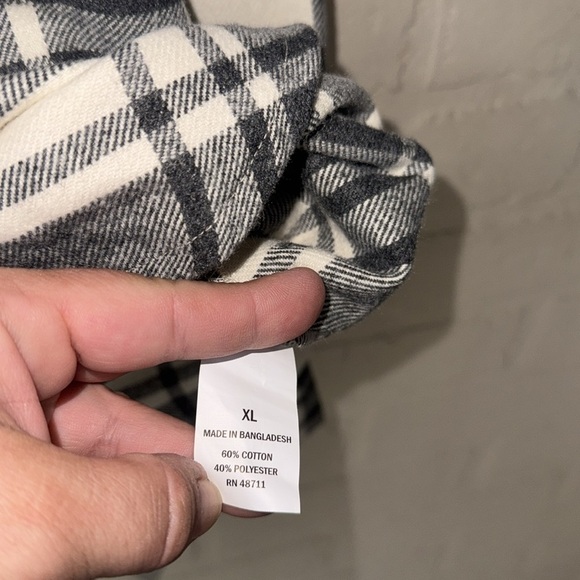 XL
MADE IN BANGLADESH
60% COTTON
40% POLYESTER
RN 48711